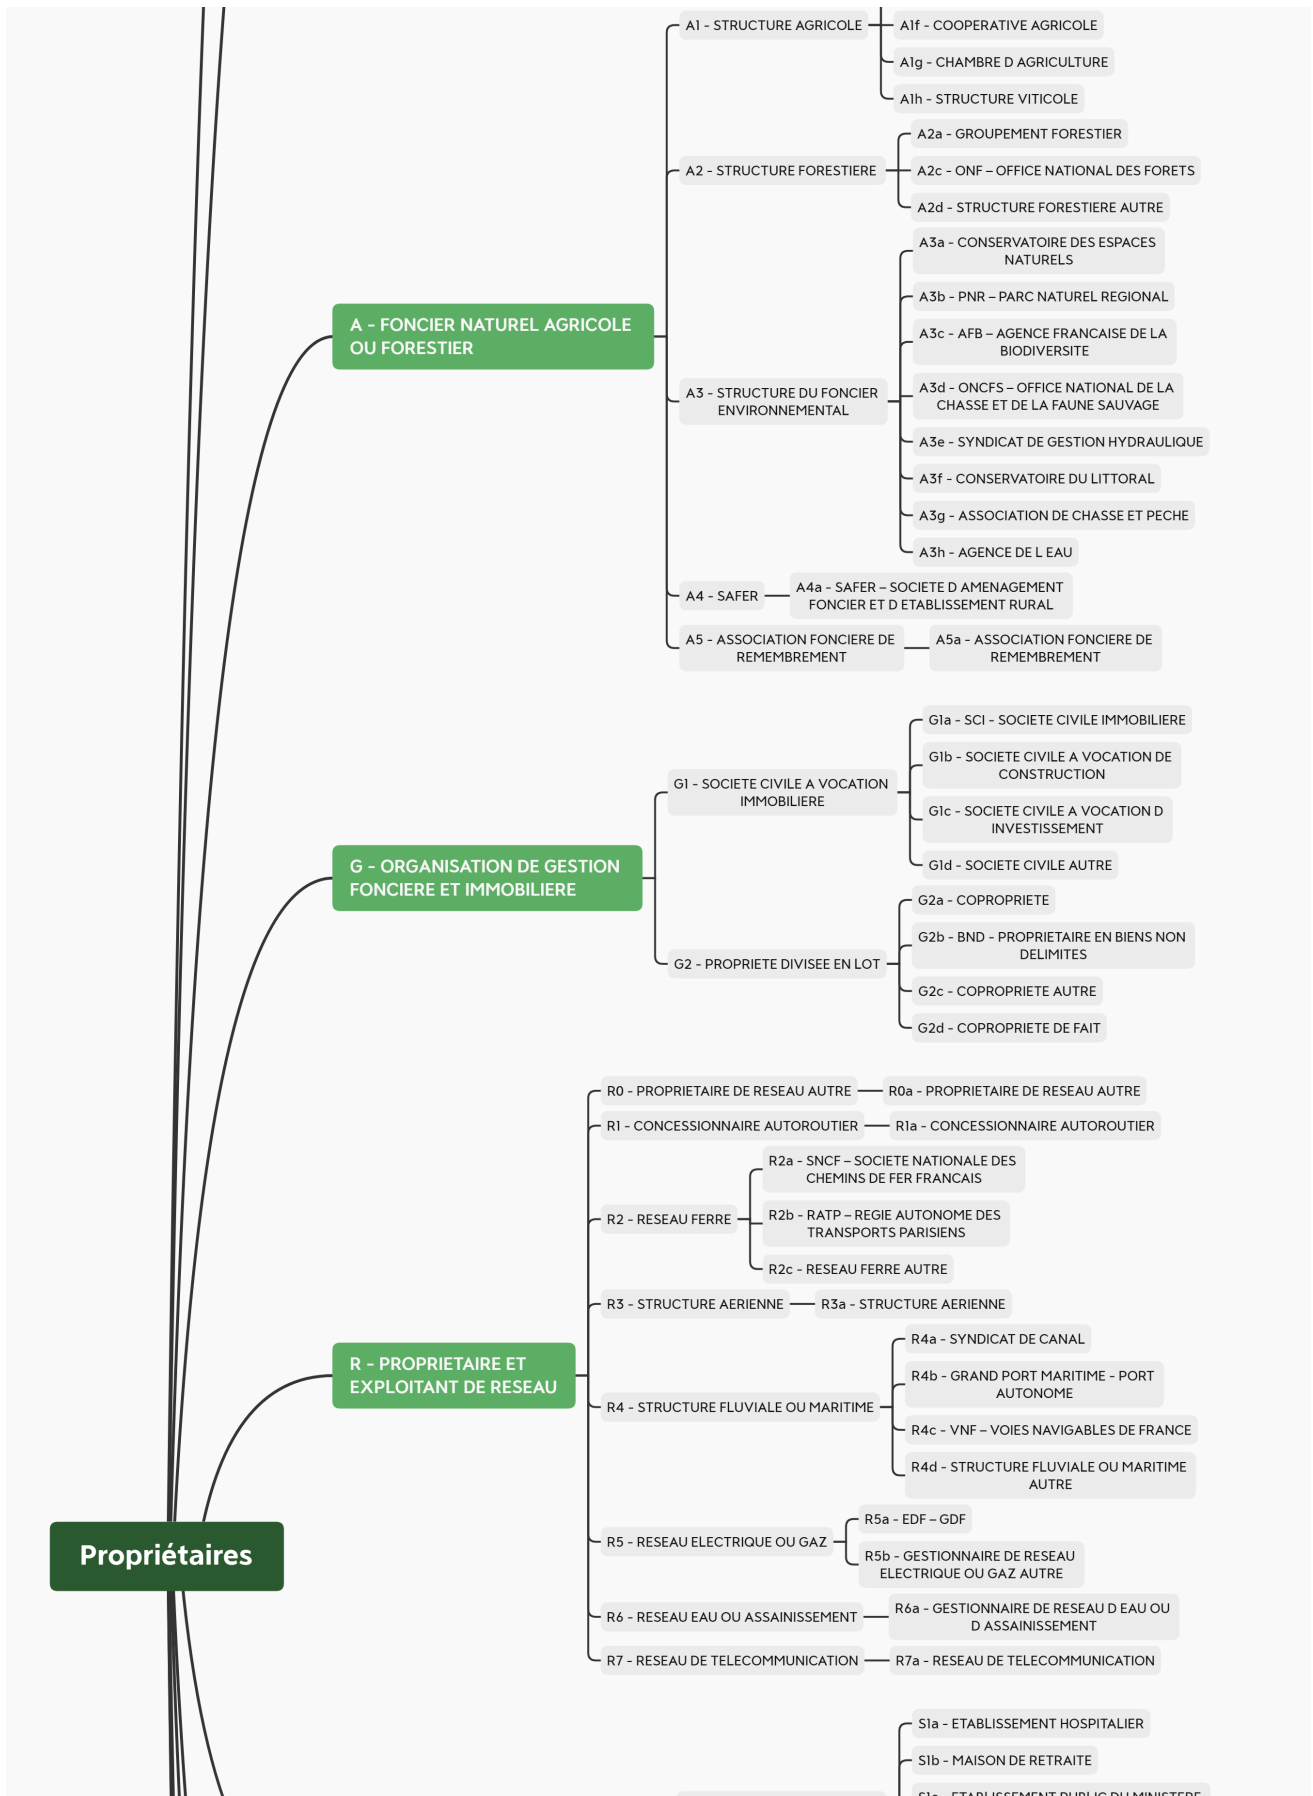 A1 - STRUCTURE AGRICOLE
A1f - COOPERATIVE AGRICOLE
A1g - CHAMBRE D AGRICULTURE
A1h - STRUCTURE VITICOLE
A2 - STRUCTURE FORESTIERE
A2a - GROUPEMENT FORESTIER
A2c - ONF – OFFICE NATIONAL DES FORETS
A2d - STRUCTURE FORESTIERE AUTRE
A - FONCIER NATUREL AGRICOLE
OU FORESTIER
A3 - STRUCTURE DU FONCIER
ENVIRONNEMENTAL
A3a - CONSERVATOIRE DES ESPACES
NATURELS
A3b - PNR – PARC NATUREL REGIONAL
A3c - AFB – AGENCE FRANCAISE DE LA
BIODIVERSITE
A3d - ONCFS – OFFICE NATIONAL DE LA
CHASSE ET DE LA FAUNE SAUVAGE
A3e - SYNDICAT DE GESTION HYDRAULIQUE
A3f - CONSERVATOIRE DU LITTORAL
A3g - ASSOCIATION DE CHASSE ET PECHE
A3h - AGENCE DE L EAU
A4 - SAFER
A4a - SAFER – SOCIETE D AMENAGEMENT
FONCIER ET D ETABLISSEMENT RURAL
A5 - ASSOCIATION FONCIERE DE
REMEMBREMENT
A5a - ASSOCIATION FONCIERE DE
REMEMBREMENT
G - ORGANISATION DE GESTION
FONCIERE ET IMMOBILIERE
G1 - SOCIETE CIVILE A VOCATION
IMMOBILIERE
G1a - SCI - SOCIETE CIVILE IMMOBILIERE
G1b - SOCIETE CIVILE A VOCATION DE
CONSTRUCTION
G1c - SOCIETE CIVILE A VOCATION D
INVESTISSEMENT
G1d - SOCIETE CIVILE AUTRE
G2 - PROPRIETE DIVISEE EN LOT
G2a - COPROPRIETE
G2b - BND - PROPRIETAIRE EN BIENS NON
DELIMITES
G2c - COPROPRIETE AUTRE
G2d - COPROPRIETE DE FAIT
R - PROPRIETAIRE ET
EXPLOITANT DE RESEAU
R0 - PROPRIETAIRE DE RESEAU AUTRE
R0a - PROPRIETAIRE DE RESEAU AUTRE
R1 - CONCESSIONNAIRE AUTOROUTIER
R1a - CONCESSIONNAIRE AUTOROUTIER
R2 - RESEAU FERRE
R2a - SNCF – SOCIETE NATIONALE DES
CHEMINS DE FER FRANCAIS
R2b - RATP – REGIE AUTONOME DES
TRANSPORTS PARISIENS
R2c - RESEAU FERRE AUTRE
R3 - STRUCTURE AERIENNE
R3a - STRUCTURE AERIENNE
R4 - STRUCTURE FLUVIALE OU MARITIME
R4a - SYNDICAT DE CANAL
R4b - GRAND PORT MARITIME - PORT
AUTONOME
R4c - VNF – VOIES NAVIGABLES DE FRANCE
R4d - STRUCTURE FLUVIALE OU MARITIME
AUTRE
R5 - RESEAU ELECTRIQUE OU GAZ
R5a - EDF – GDF
R5b - GESTIONNAIRE DE RESEAU
ELECTRIQUE OU GAZ AUTRE
R6 - RESEAU EAU OU ASSAINISSEMENT
R6a - GESTIONNAIRE DE RESEAU D EAU OU
D ASSAINISSEMENT
R7 - RESEAU DE TELECOMMUNICATION
R7a - RESEAU DE TELECOMMUNICATION
Propriétaires
S1a - ETABLISSEMENT HOSPITALIER
S1b - MAISON DE RETRAITE
S1c - ETABLISSEMENT PUBLIC DU MINISTERE